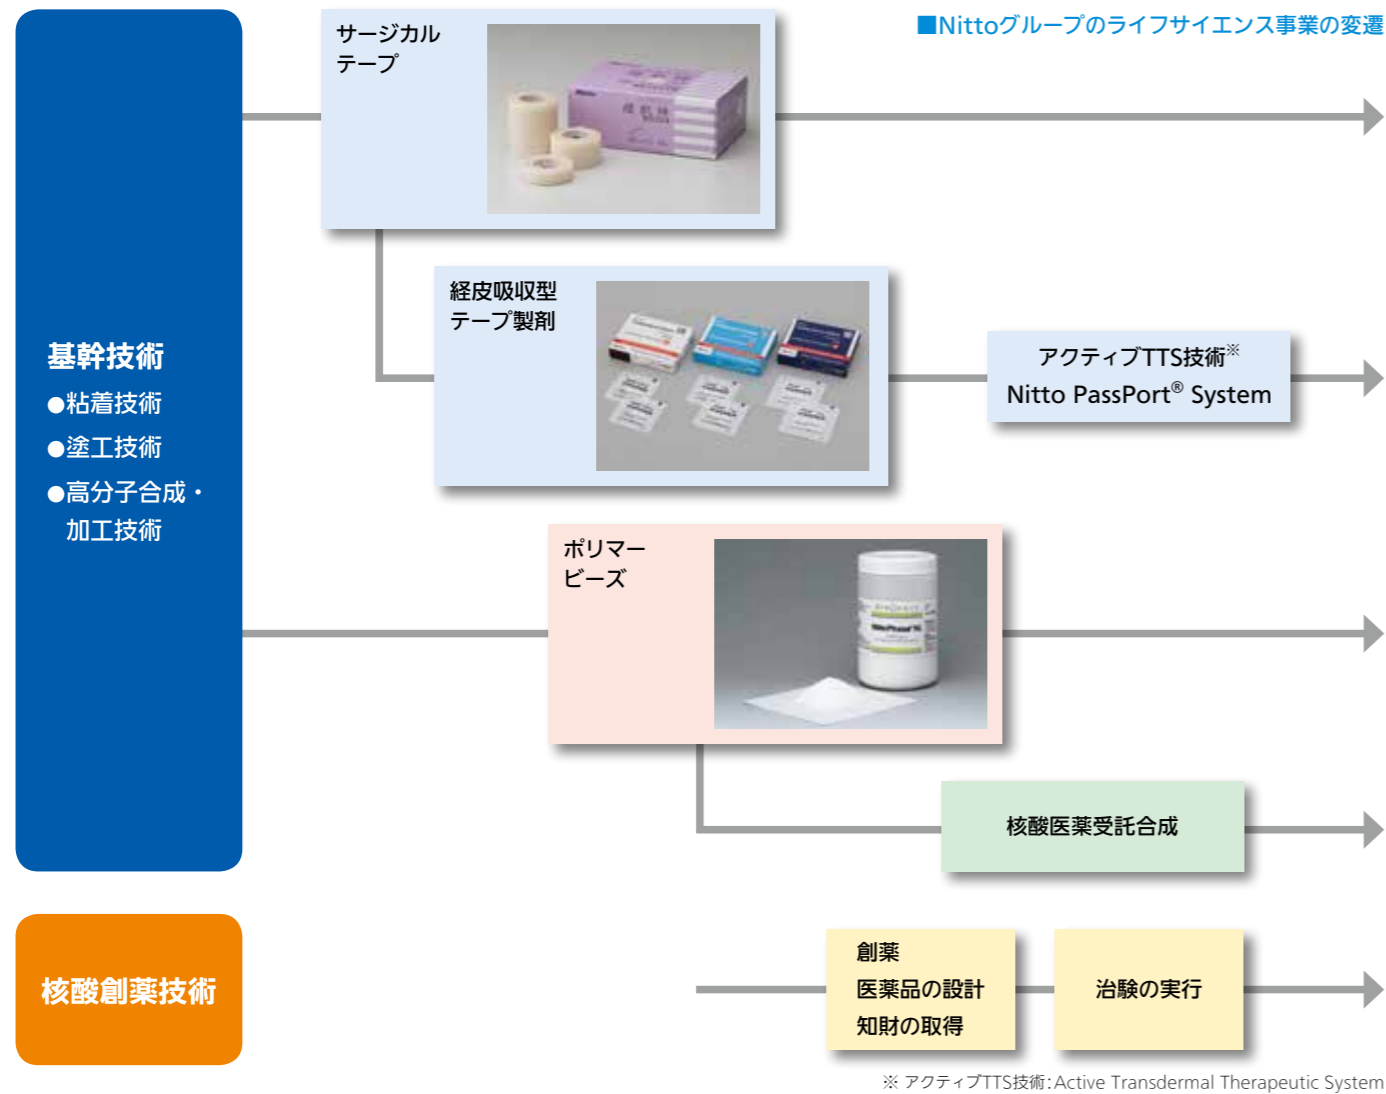 ■Nittoグループのライフサイエンス事業の変遷
サージカル
テープ
経皮吸収型
テープ製剤
アクティブTTS技術※
Nitto PassPort® System
基幹技術
●粘着技術
●塗工技術
●高分子合成・
加工技術
ポリマー
ビーズ
核酸医薬受託合成
核酸創薬技術
創薬
医薬品の設計
知財の取得
治験の実行
※ アクティブTTS技術:Active Transdermal Therapeutic System